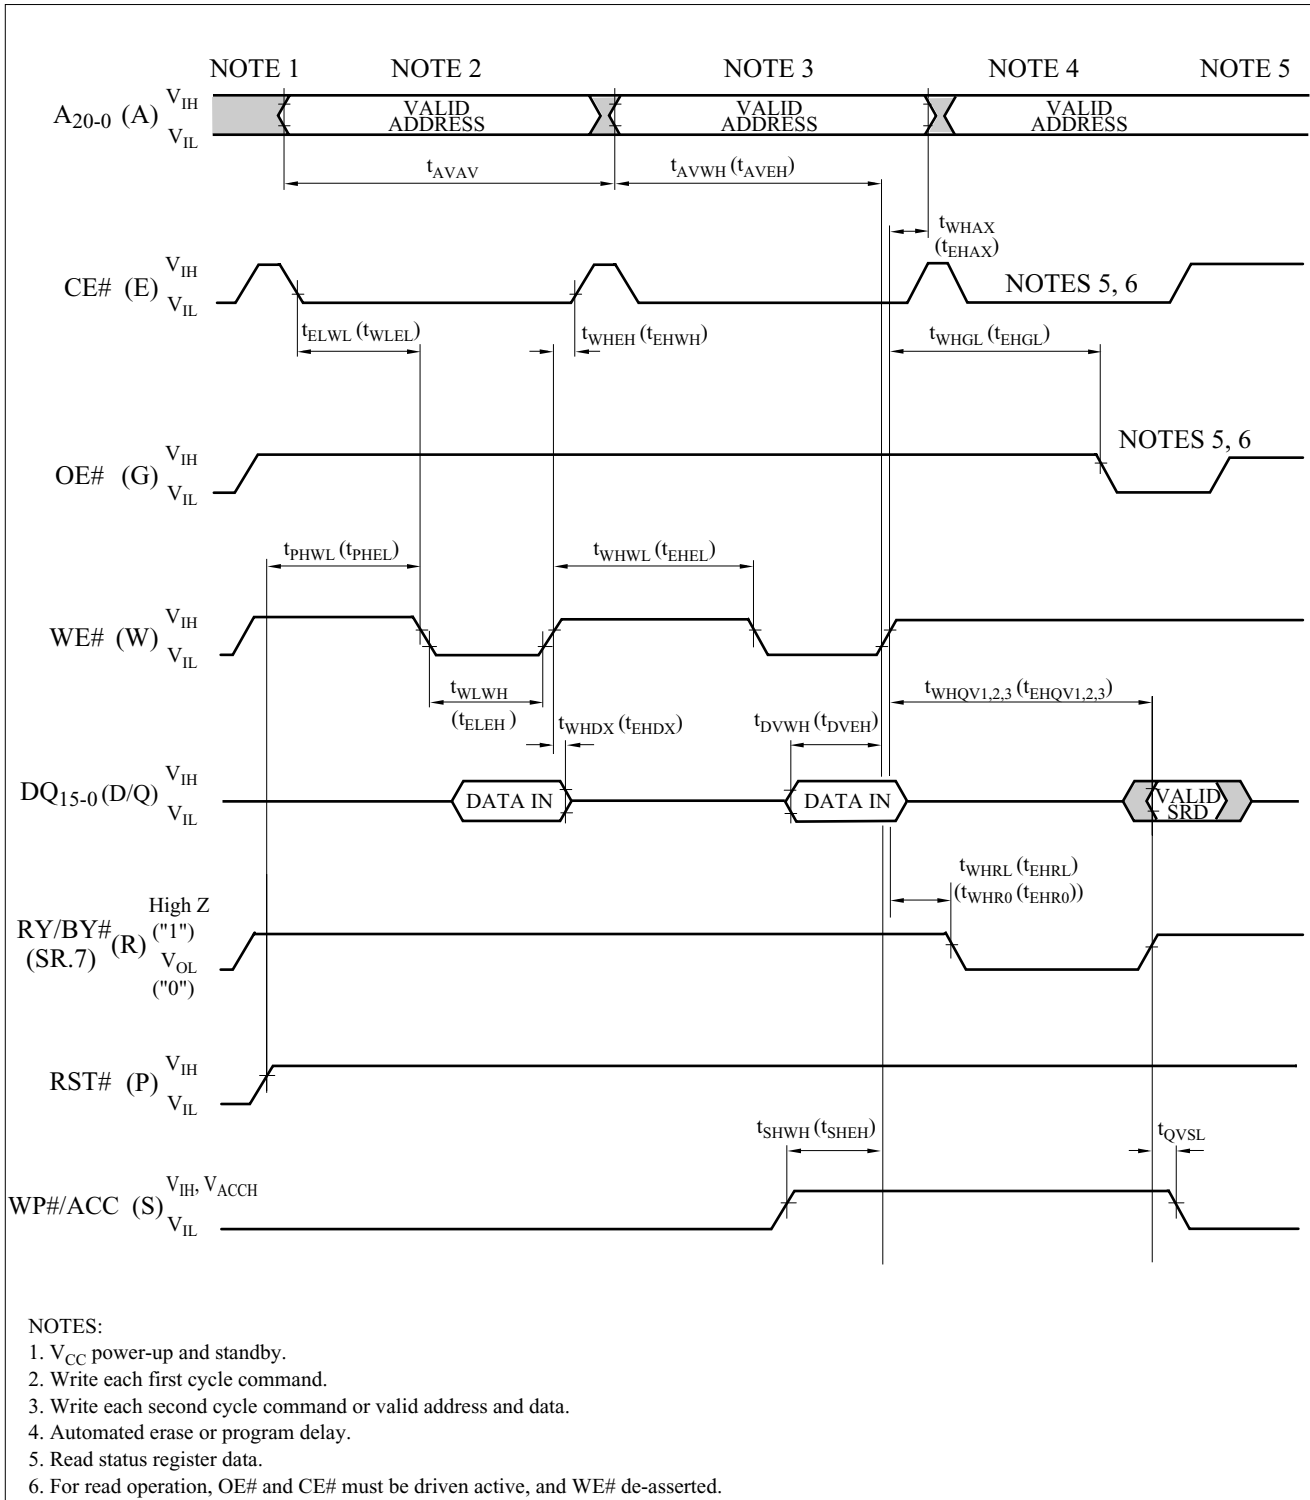 NOTE 1 NOTE 2 NOTE 3 NOTE 4 NOTE 5
A20-0 (A) VIH VIL
VALID ADDRESS VALID ADDRESS VALID ADDRESS
tAVAV tAVWH (tAVEH)
tWHAX
(tEHAX)
CE# (E) VIH VIL NOTES 5, 6
tELWL (tWLEL) tWHEH (tEHWH) tWHGL (tEHGL)
OE# (G) VIH VIL NOTES 5, 6
tPHWL (tPHEL) tWHWL (tEHEL)
WE# (W) VIH VIL
tWLWH
(tELEH )
tWHDX (tEHDX) tDVWH (tDVEH) tWHQV1,2,3 (tEHQV1,2,3)
DQ15-0 (D/Q) VIH VIL DATA IN DATA IN VALID SRD
tWHRL (tEHRL)
(tWHR0 (tEHR0))
High Z
RY/BY# (R) ("1")
(SR.7) VOL
("0")
RST# (P) VIH VIL
tSHWH (tSHEH) tQVSL
WP#/ACC (S) VIH, VACCH VIL
NOTES:
1. VCC power-up and standby.
2. Write each first cycle command.
3. Write each second cycle command or valid address and data.
4. Automated erase or program delay.
5. Read status register data.
6. For read operation, OE# and CE# must be driven active, and WE# de-asserted.